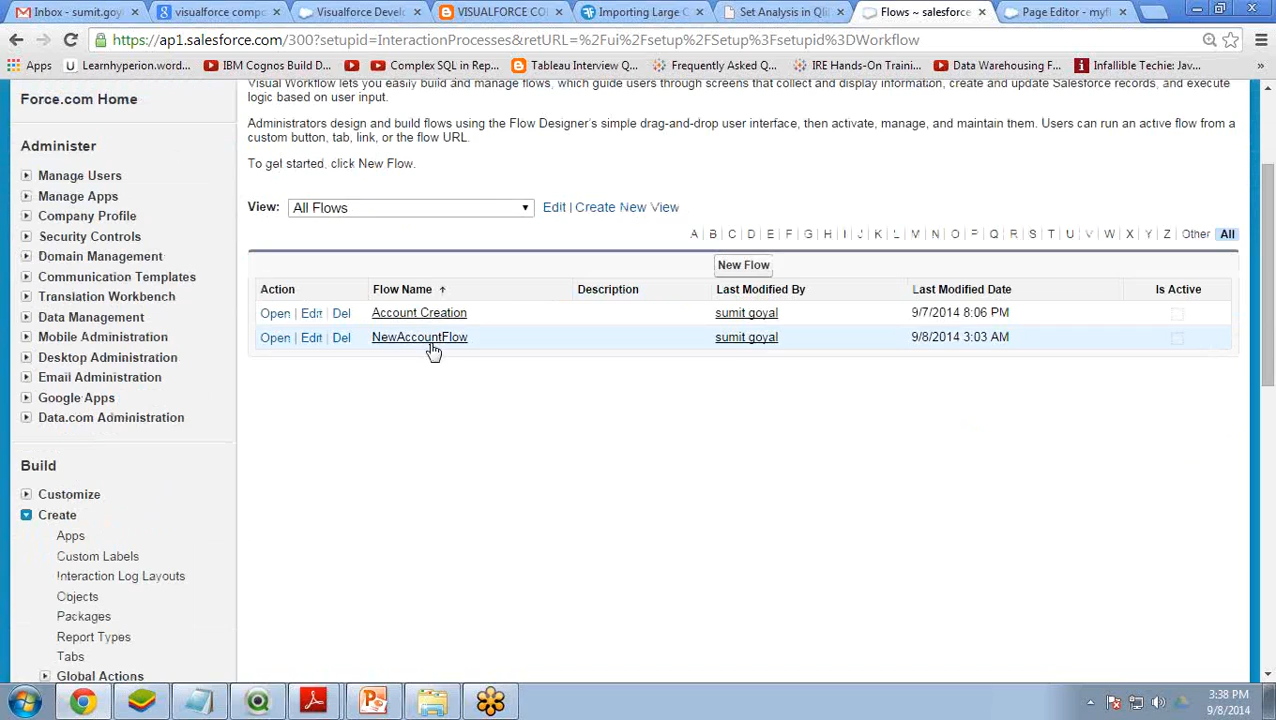 Inbox - sumit.goy
visualforce compo
Visualforce Devel
VISUALFORCE CO
Importing Large C
Set Analysis in Qli
Flows ~ salesforce
Page Editor - myfl
https://ap1.salesforce.com/300?setupid=InteractionProcesses&retURL=%2Fui%2Fsetup%2FSetup%3Fsetupid%3DWorkflow
Apps
Learnhyperion.word...
IBM Cognos Build D...
Complex SQL in Rep...
Tableau Interview Q...
Frequently Asked Q...
IRE Hands-On Traini...
Data Warehousing F...
Infallible Techie: Jav...
»
Force.com Home
Administer
Manage Users
Manage Apps
Company Profile
Security Controls
Domain Management
Communication Templates
Translation Workbench
Data Management
Mobile Administration
Desktop Administration
Email Administration
Google Apps
Data.com Administration
Build
Customize
Create
Apps
Custom Labels
Interaction Log Layouts
Objects
Packages
Report Types
Tabs
Global Actions
Visual Workflow lets you easily build and manage flows, which guide users through screens that collect and display information, create and update Salesforce records, and execute
logic based on user input.
Administrators design and build flows using the Flow Designer's simple drag-and-drop user interface, then activate, manage, and maintain them. Users can run an active flow from a
custom button, tab, link, or the flow URL.
To get started, click New Flow.
View: All Flows Edit | Create New View
A | B | C | D | E | F | G | H | I | J | K | L | M | N | O | P | Q | R | S | T | U | V | W | X | Y | Z | Other All
New Flow
Action Flow Name ↑ Description Last Modified By Last Modified Date Is Active
Open | Edit | Del Account Creation sumit goyal 9/7/2014 8:06 PM
Open | Edit | Del NewAccountFlow sumit goyal 9/8/2014 3:03 AM
3:38 PM
9/8/2014